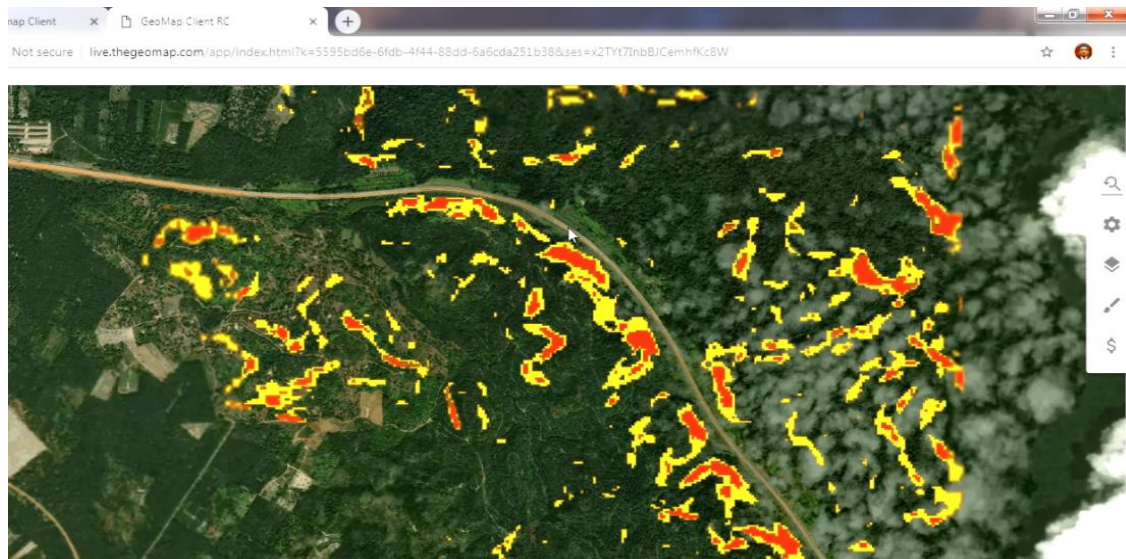 nap Client
GeoMap Client RC
Not secure live.thegeomap.com/app/index.html?k=5595bd6e-6fdb-4f44-88dd-6a6cda251b38&ses=x2TYt7InbBJCemhfKc8W
$